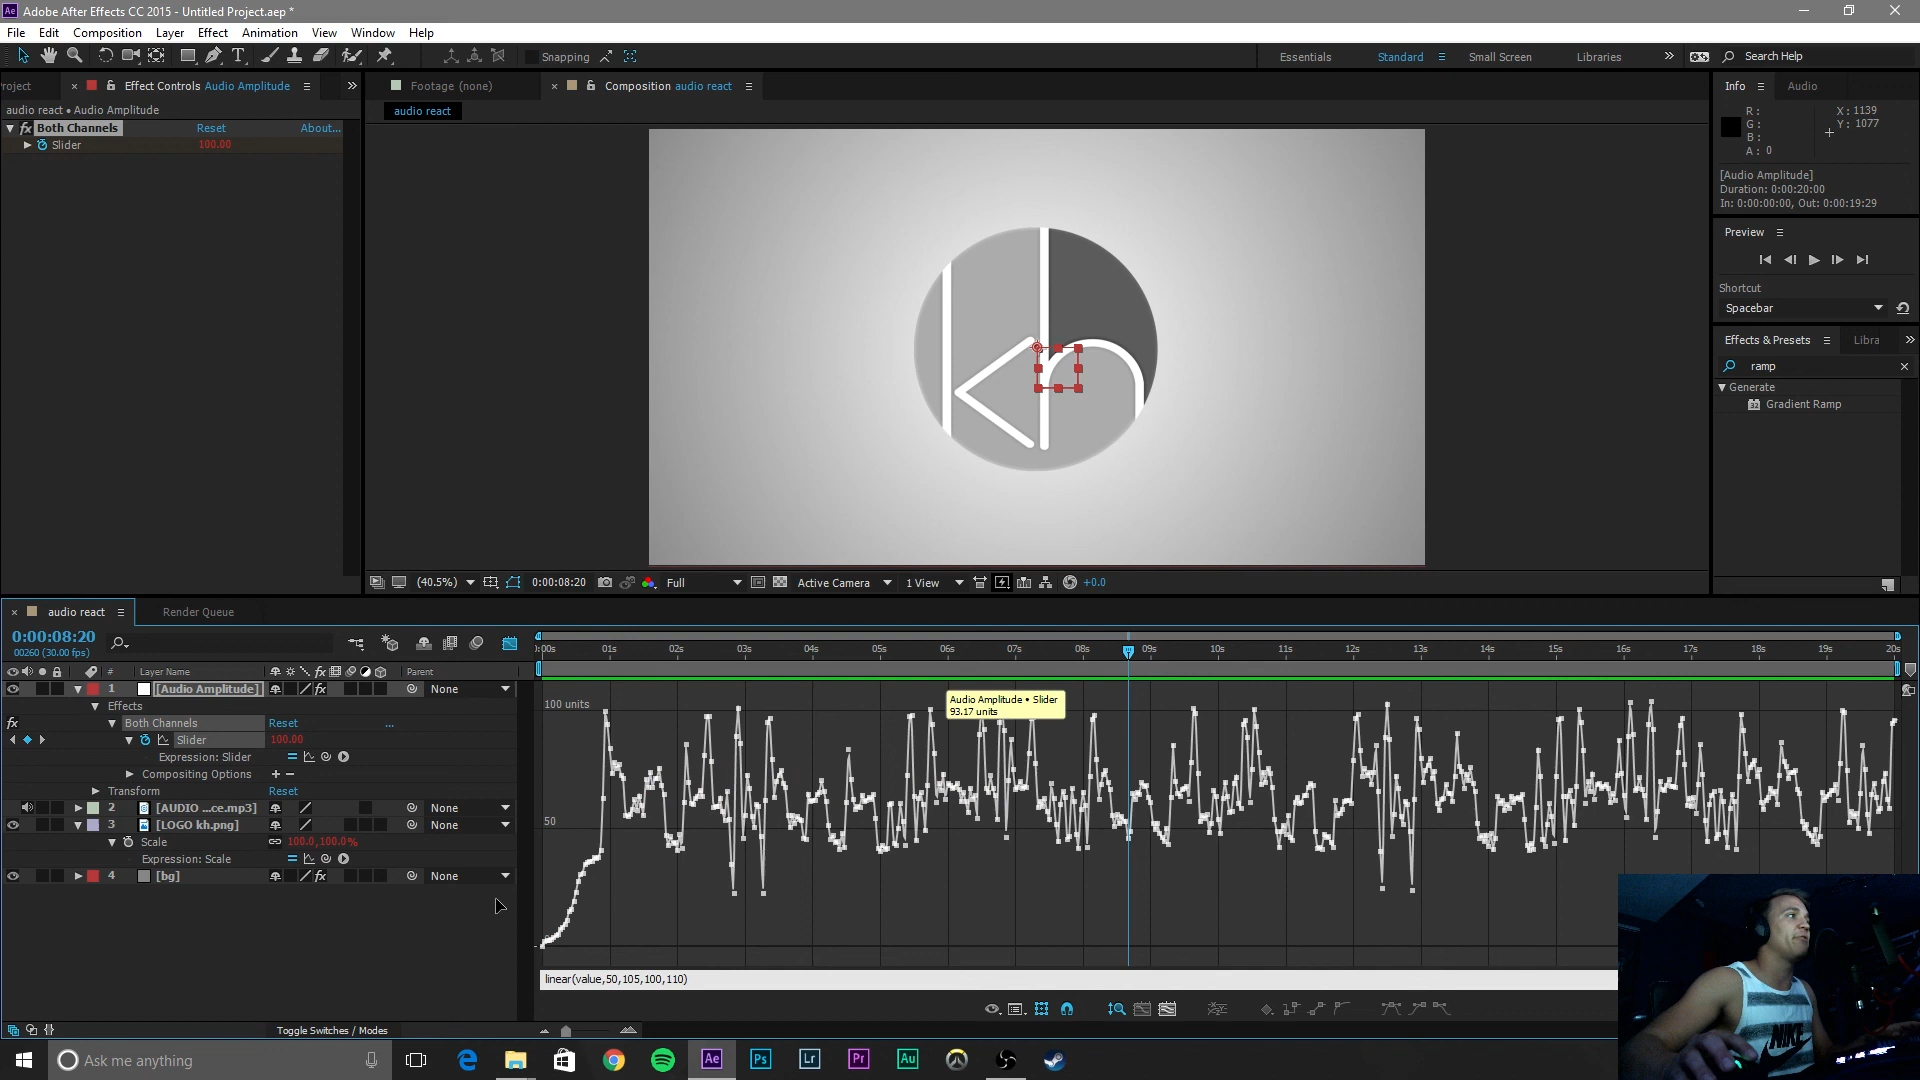 Adobe After Effects CC 2015 - Untitled Project.aep *
File Edit Composition Layer Effect Animation View Window Help
Snapping Essentials Standard Small Screen Libraries Search Help
roject Effect Controls Audio Amplitude Footage (none) Composition audio react Info Audio
audio react • Audio Amplitude
audio react
R: X: 1139
G: Y: 1077
B:
A: 0
Both Channels Reset About...
Slider 100.00
[Audio Amplitude]
Duration: 0:00:20:00
In: 0:00:00:00, Out: 0:00:19:29
Preview
Shortcut
Spacebar
Effects & Presets Libra
ramp
Generate
32 Gradient Ramp
(40.5%) 0:00:08:20 Full Active Camera 1 View +0.0
audio react Render Queue
0:00:08:20
00260 (30.00 fps)
:00s 01s 02s 03s 04s 05s 06s 07s 08s 09s 10s 11s 12s 13s 14s 15s 16s 17s 18s 19s 20s
# Layer Name Parent
1 [Audio Amplitude] None
Effects
Both Channels Reset ...
Slider 100.00
Expression: Slider
Compositing Options + −
Transform Reset
2 [AUDIO ...ce.mp3] None
3 [LOGO kh.png] None
Scale 100.0,100.0%
Expression: Scale
4 [bg] None
100 units
50
Audio Amplitude • Slider
93.17 units
linear(value,50,105,100,110)
Toggle Switches / Modes
Ask me anything
Ae Ps Lr Pr Au
NIKE